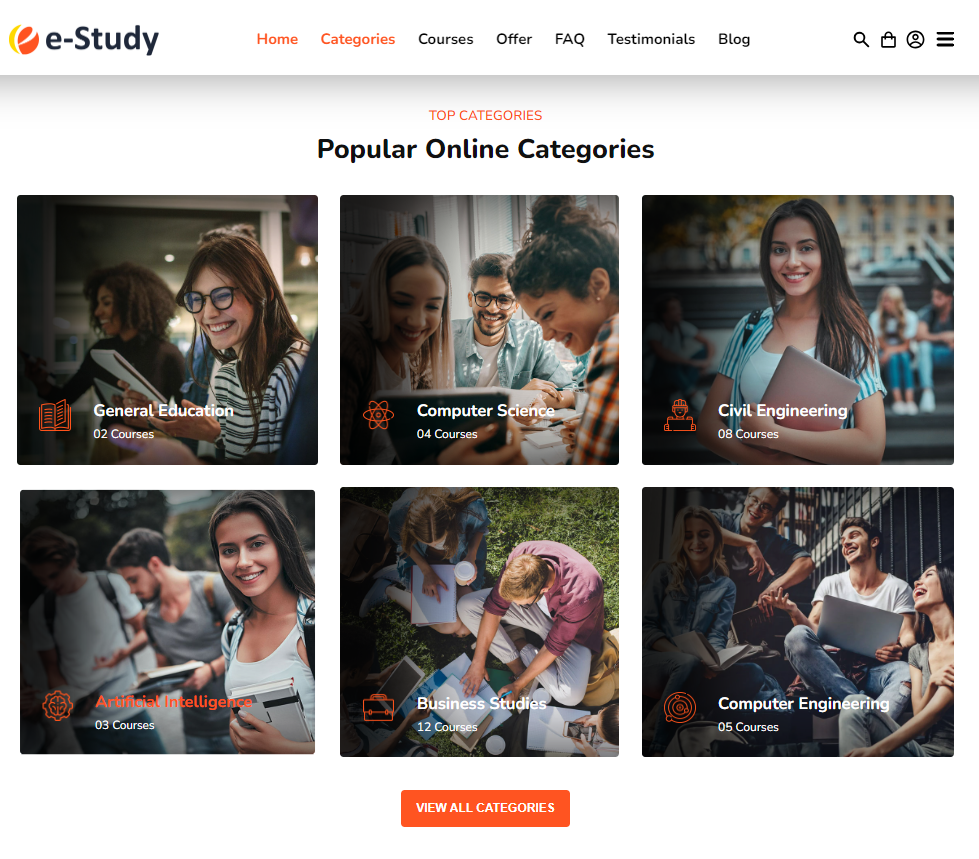 e-Study
Home Categories Courses Offer FAQ Testimonials Blog
TOP CATEGORIES
Popular Online Categories
General Education
02 Courses
Computer Science
04 Courses
Civil Engineering
08 Courses
Artificial Intelligence
03 Courses
Business Studies
12 Courses
Computer Engineering
05 Courses
VIEW ALL CATEGORIES